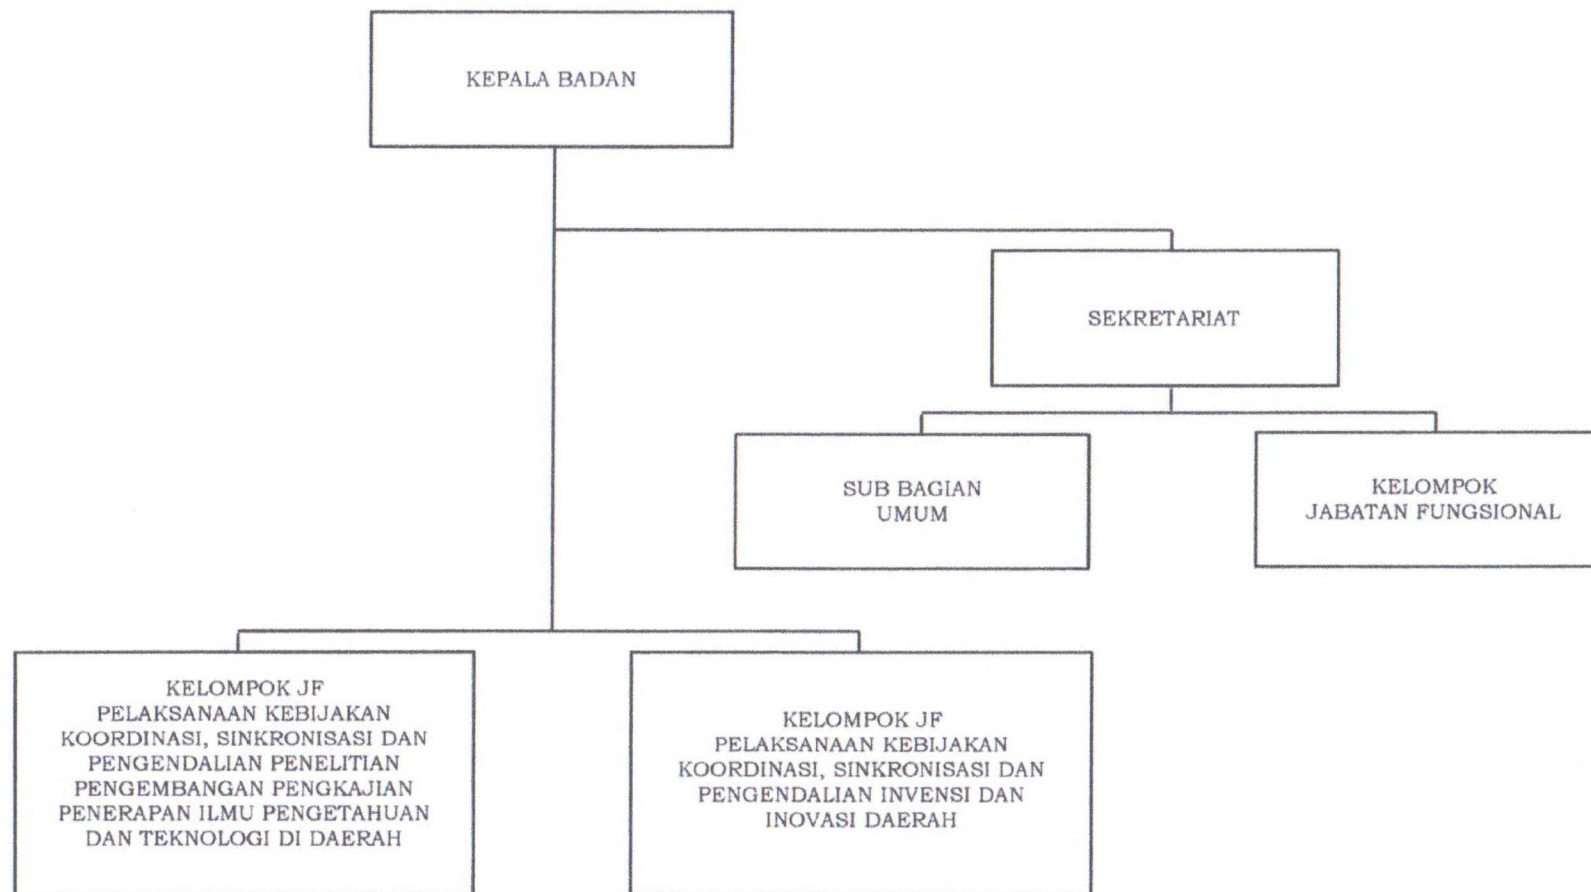 KEPALA BADAN
SEKRETARIAT
SUB BAGIAN
UMUM
KELOMPOK
JABATAN FUNGSIONAL
KELOMPOK JF
PELAKSANAAN KEBIJAKAN
KOORDINASI, SINKRONISASI DAN
PENGENDALIAN PENELITIAN
PENGEMBANGAN PENGKAJIAN
PENERAPAN ILMU PENGETAHUAN
DAN TEKNOLOGI DI DAERAH
KELOMPOK JF
PELAKSANAAN KEBIJAKAN
KOORDINASI, SINKRONISASI DAN
PENGENDALIAN INVENSI DAN
INOVASI DAERAH